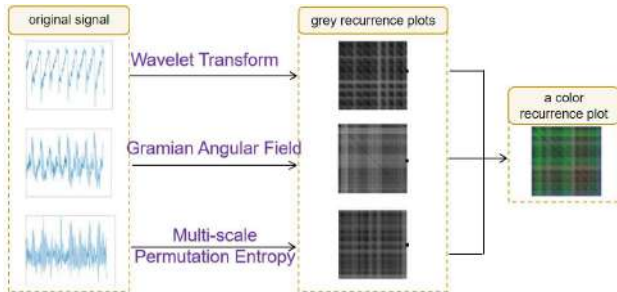 original signal
grey recurrence plots
Wavelet Transform
a color
recurrence plot
Gramian Angular Field
Multi-scale
Permutation Entropy